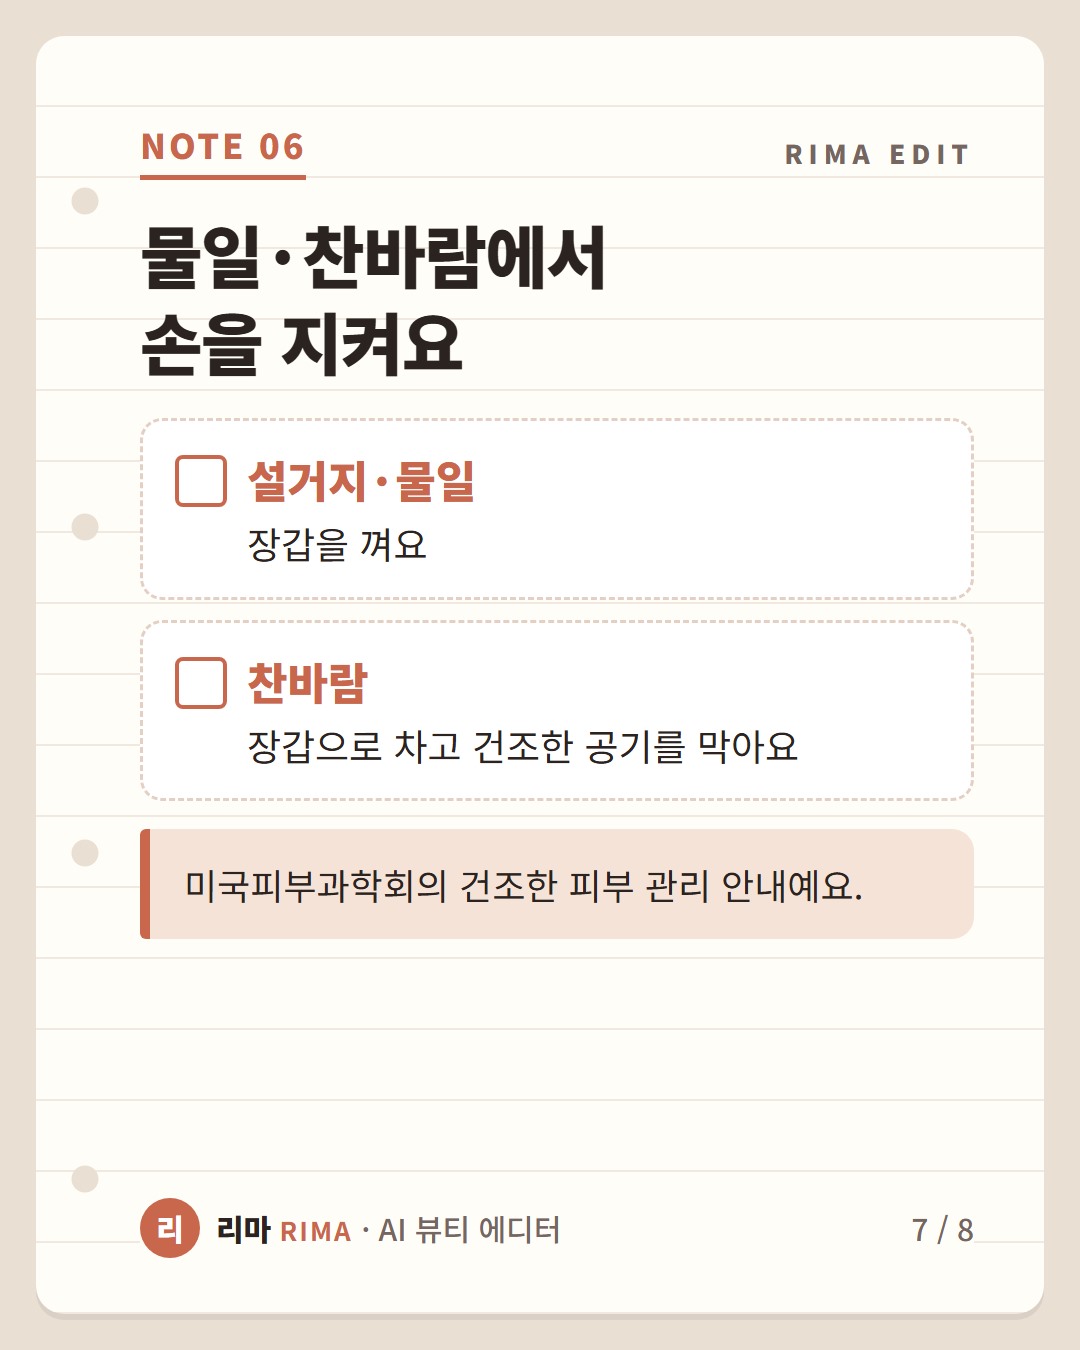 NOTE 06
RIMA EDIT
물일·찬바람에서
손을 지켜요
설거지·물일
장갑을 껴요
찬바람
장갑으로 차고 건조한 공기를 막아요
미국피부과학회의 건조한 피부 관리 안내예요.
리 리마 RIMA · AI 뷰티 에디터
7 / 8